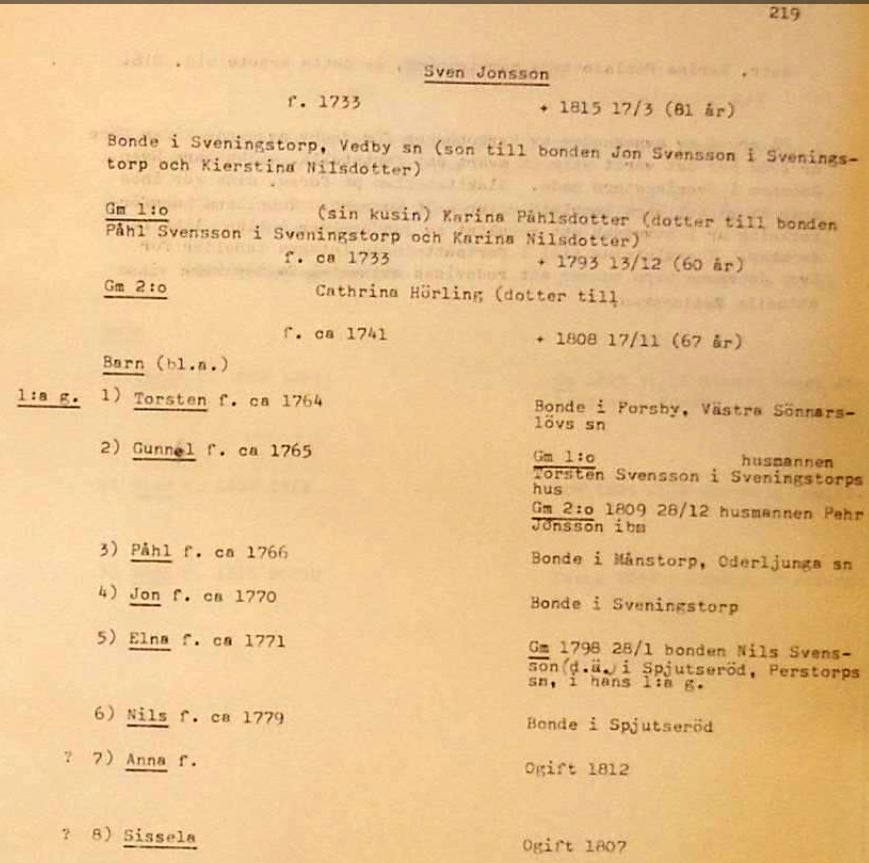 219
Sven Jonsson
f. 1733 + 1815 17/3 (81 år)
Bonde i Sveningstorp, Vedby sn (son till bonden Jon Svensson i Svenings-
torp och Kierstina Nilsdotter)
Gm 1:o (sin kusin) Karina Påhlsdotter (dotter till bonden
Påhl Svensson i Sveningstorp och Karina Nilsdotter)
f. ca 1733 + 1793 13/12 (60 år)
Gm 2:o Cathrina Hörling (dotter till
f. ca 1741 + 1808 17/11 (67 år)
Barn (bl.a.)
1:a g. 1) Torsten f. ca 1764 Bonde i Forsby, Västra Sönnars-
lövs sn
2) Gunnel f. ca 1765 Gm 1:o husmannen
Torsten Svensson i Sveningstorps
hus
Gm 2:o 1809 28/12 husmannen Pehr
Jönsson ibm
3) Påhl f. ca 1766 Bonde i Månstorp, Oderljunga sn
4) Jon f. ca 1770 Bonde i Sveningstorp
5) Elna f. ca 1771 Gm 1798 28/1 bonden Nils Svens-
son (d.ä.) i Spjutseröd, Perstorps
sn, i hans 1:a g.
6) Nils f. ca 1779 Bonde i Spjutseröd
? 7) Anna f. Ogift 1812
? 8) Sissela Ogift 1807